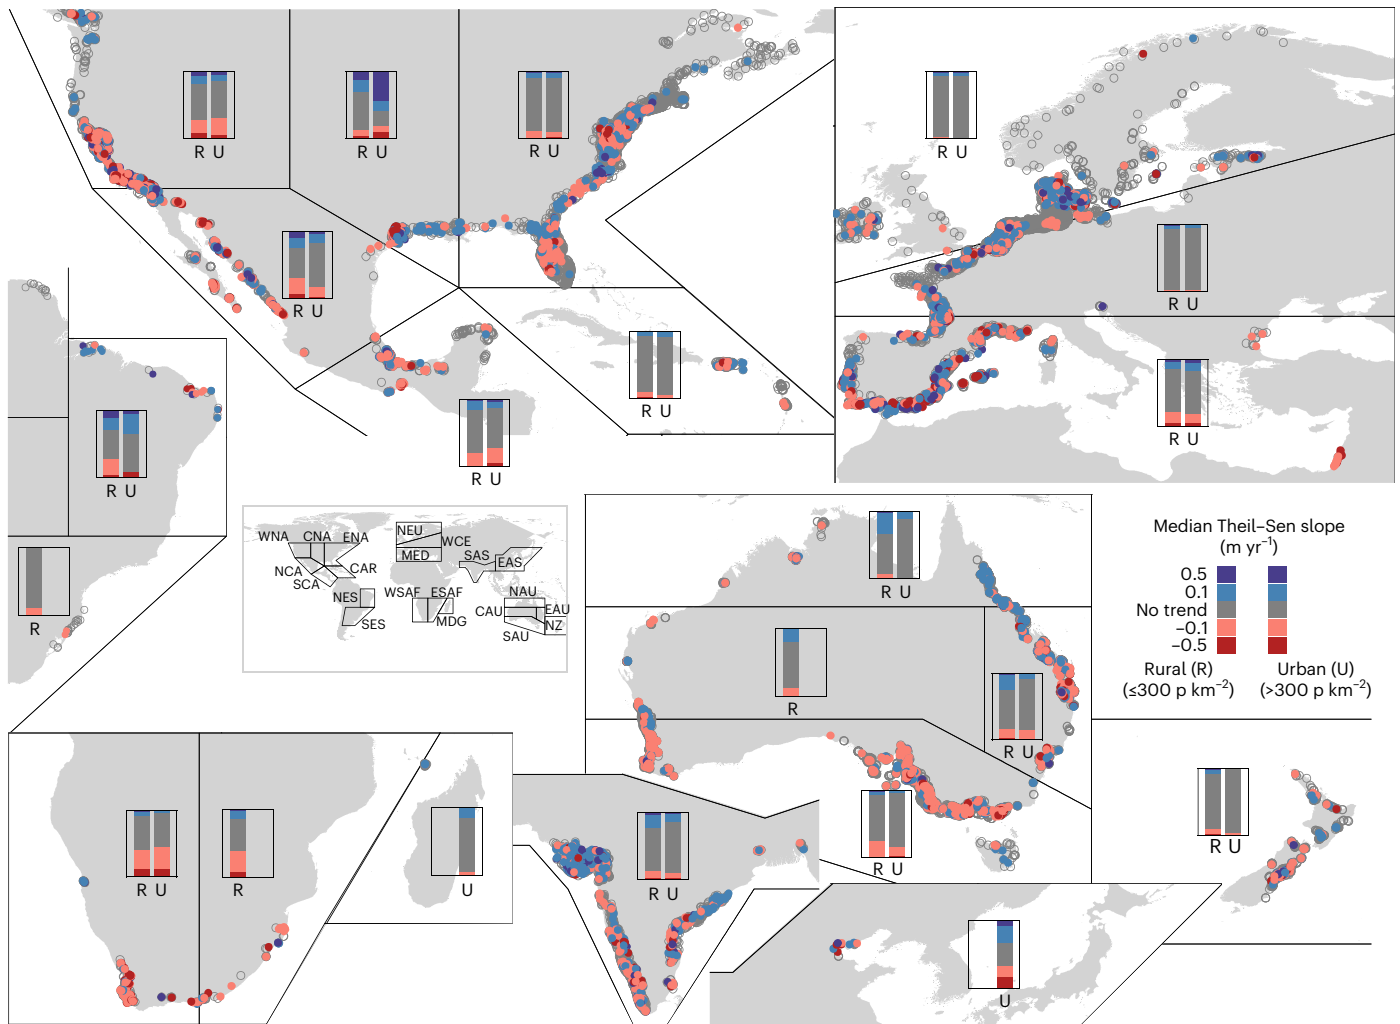 R U
R U
R U
R U
R U
R U
R U
R U
R U
R U
R U
R
WNA CNA ENA
NCA
SCA
CAR
NES
SES
NEU
WCE
MED
SAS
EAS
WSAF ESAF
MDG
NAU
CAU
EAU
SAU
NZ
R U
R
R U
R U
Median Theil–Sen slope
(m yr⁻¹)
0.5
0.1
No trend
−0.1
−0.5
Rural (R)
(≤300 p km⁻²)
Urban (U)
(>300 p km⁻²)
R U
R U
R
U
R U
U